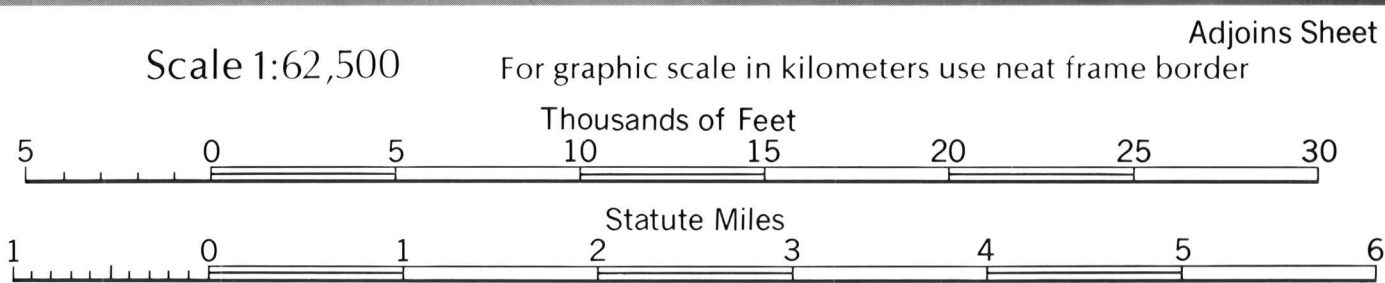 Adjoins Sheet
Scale 1:62,500 For graphic scale in kilometers use neat frame border
Thousands of Feet
5 0 5 10 15 20 25 30
Statute Miles
1 0 1 2 3 4 5 6